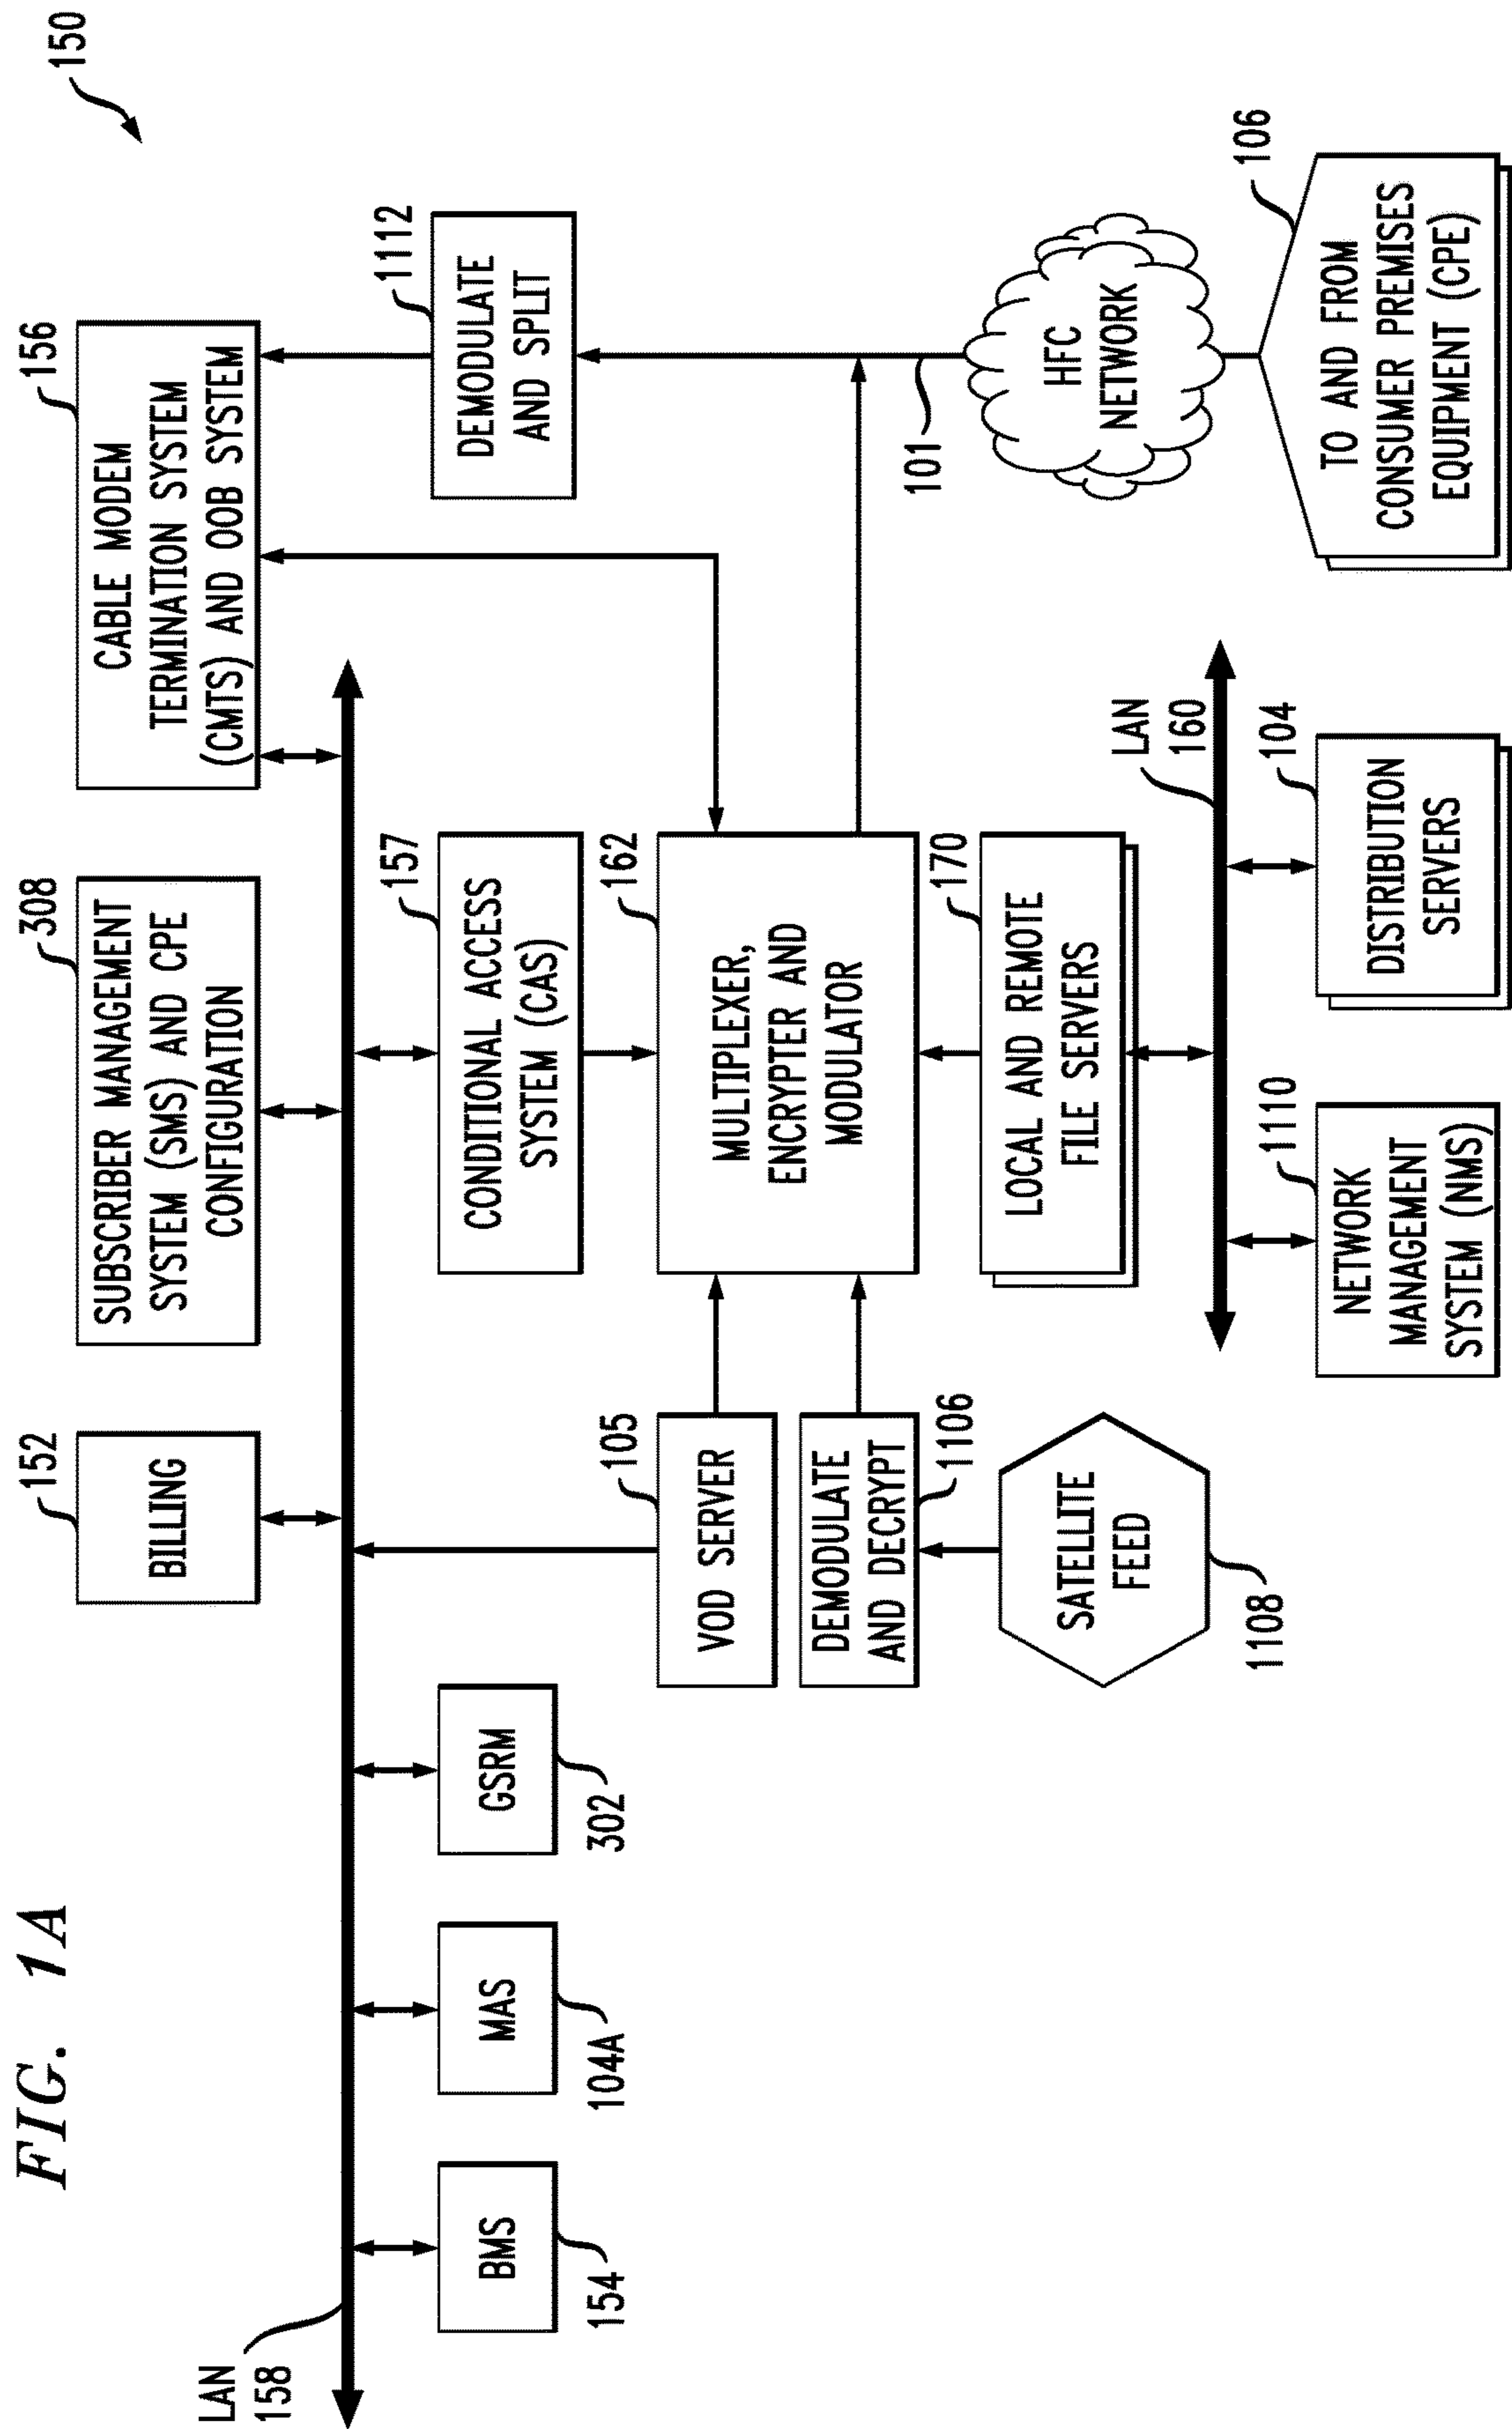 FIG. 1A
150
152
BILLING
308
SUBSCRIBER MANAGEMENT
SYSTEM (SMS) AND CPE
CONFIGURATION
156
CABLE MODEM
TERMINATION SYSTEM
(CMTS) AND OOB SYSTEM
LAN
158
BMS
154
MAS
104A
GSRM
302
157
CONDITIONAL ACCESS
SYSTEM (CAS)
1112
DEMODULATE
AND SPLIT
105
VOD SERVER
162
MULTIPLEXER,
ENCRYPTER AND
MODULATOR
DEMODULATE
AND DECRYPT
1106
SATELLITE
FEED
1108
170
LOCAL AND REMOTE
FILE SERVERS
101
HFC
NETWORK
LAN
160
1110
NETWORK
MANAGEMENT
SYSTEM (NMS)
104
DISTRIBUTION
SERVERS
106
TO AND FROM
CONSUMER PREMISES
EQUIPMENT (CPE)